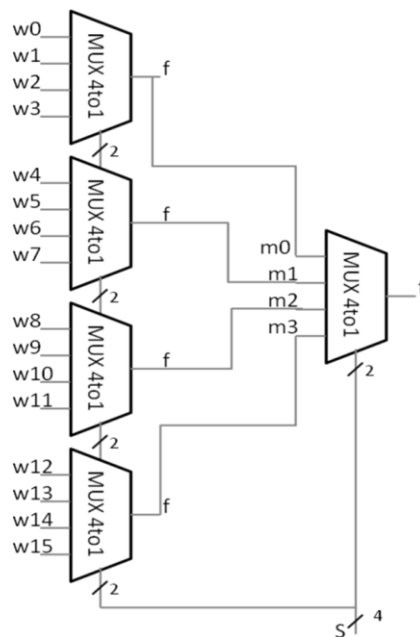 w0
w1
w2
w3
MUX 4to1
f
2
w4
w5
w6
w7
MUX 4to1
f
2
w8
w9
w10
w11
MUX 4to1
f
2
w12
w13
w14
w15
MUX 4to1
f
2
m0
m1
m2
m3
MUX 4to1
f
2
4
S